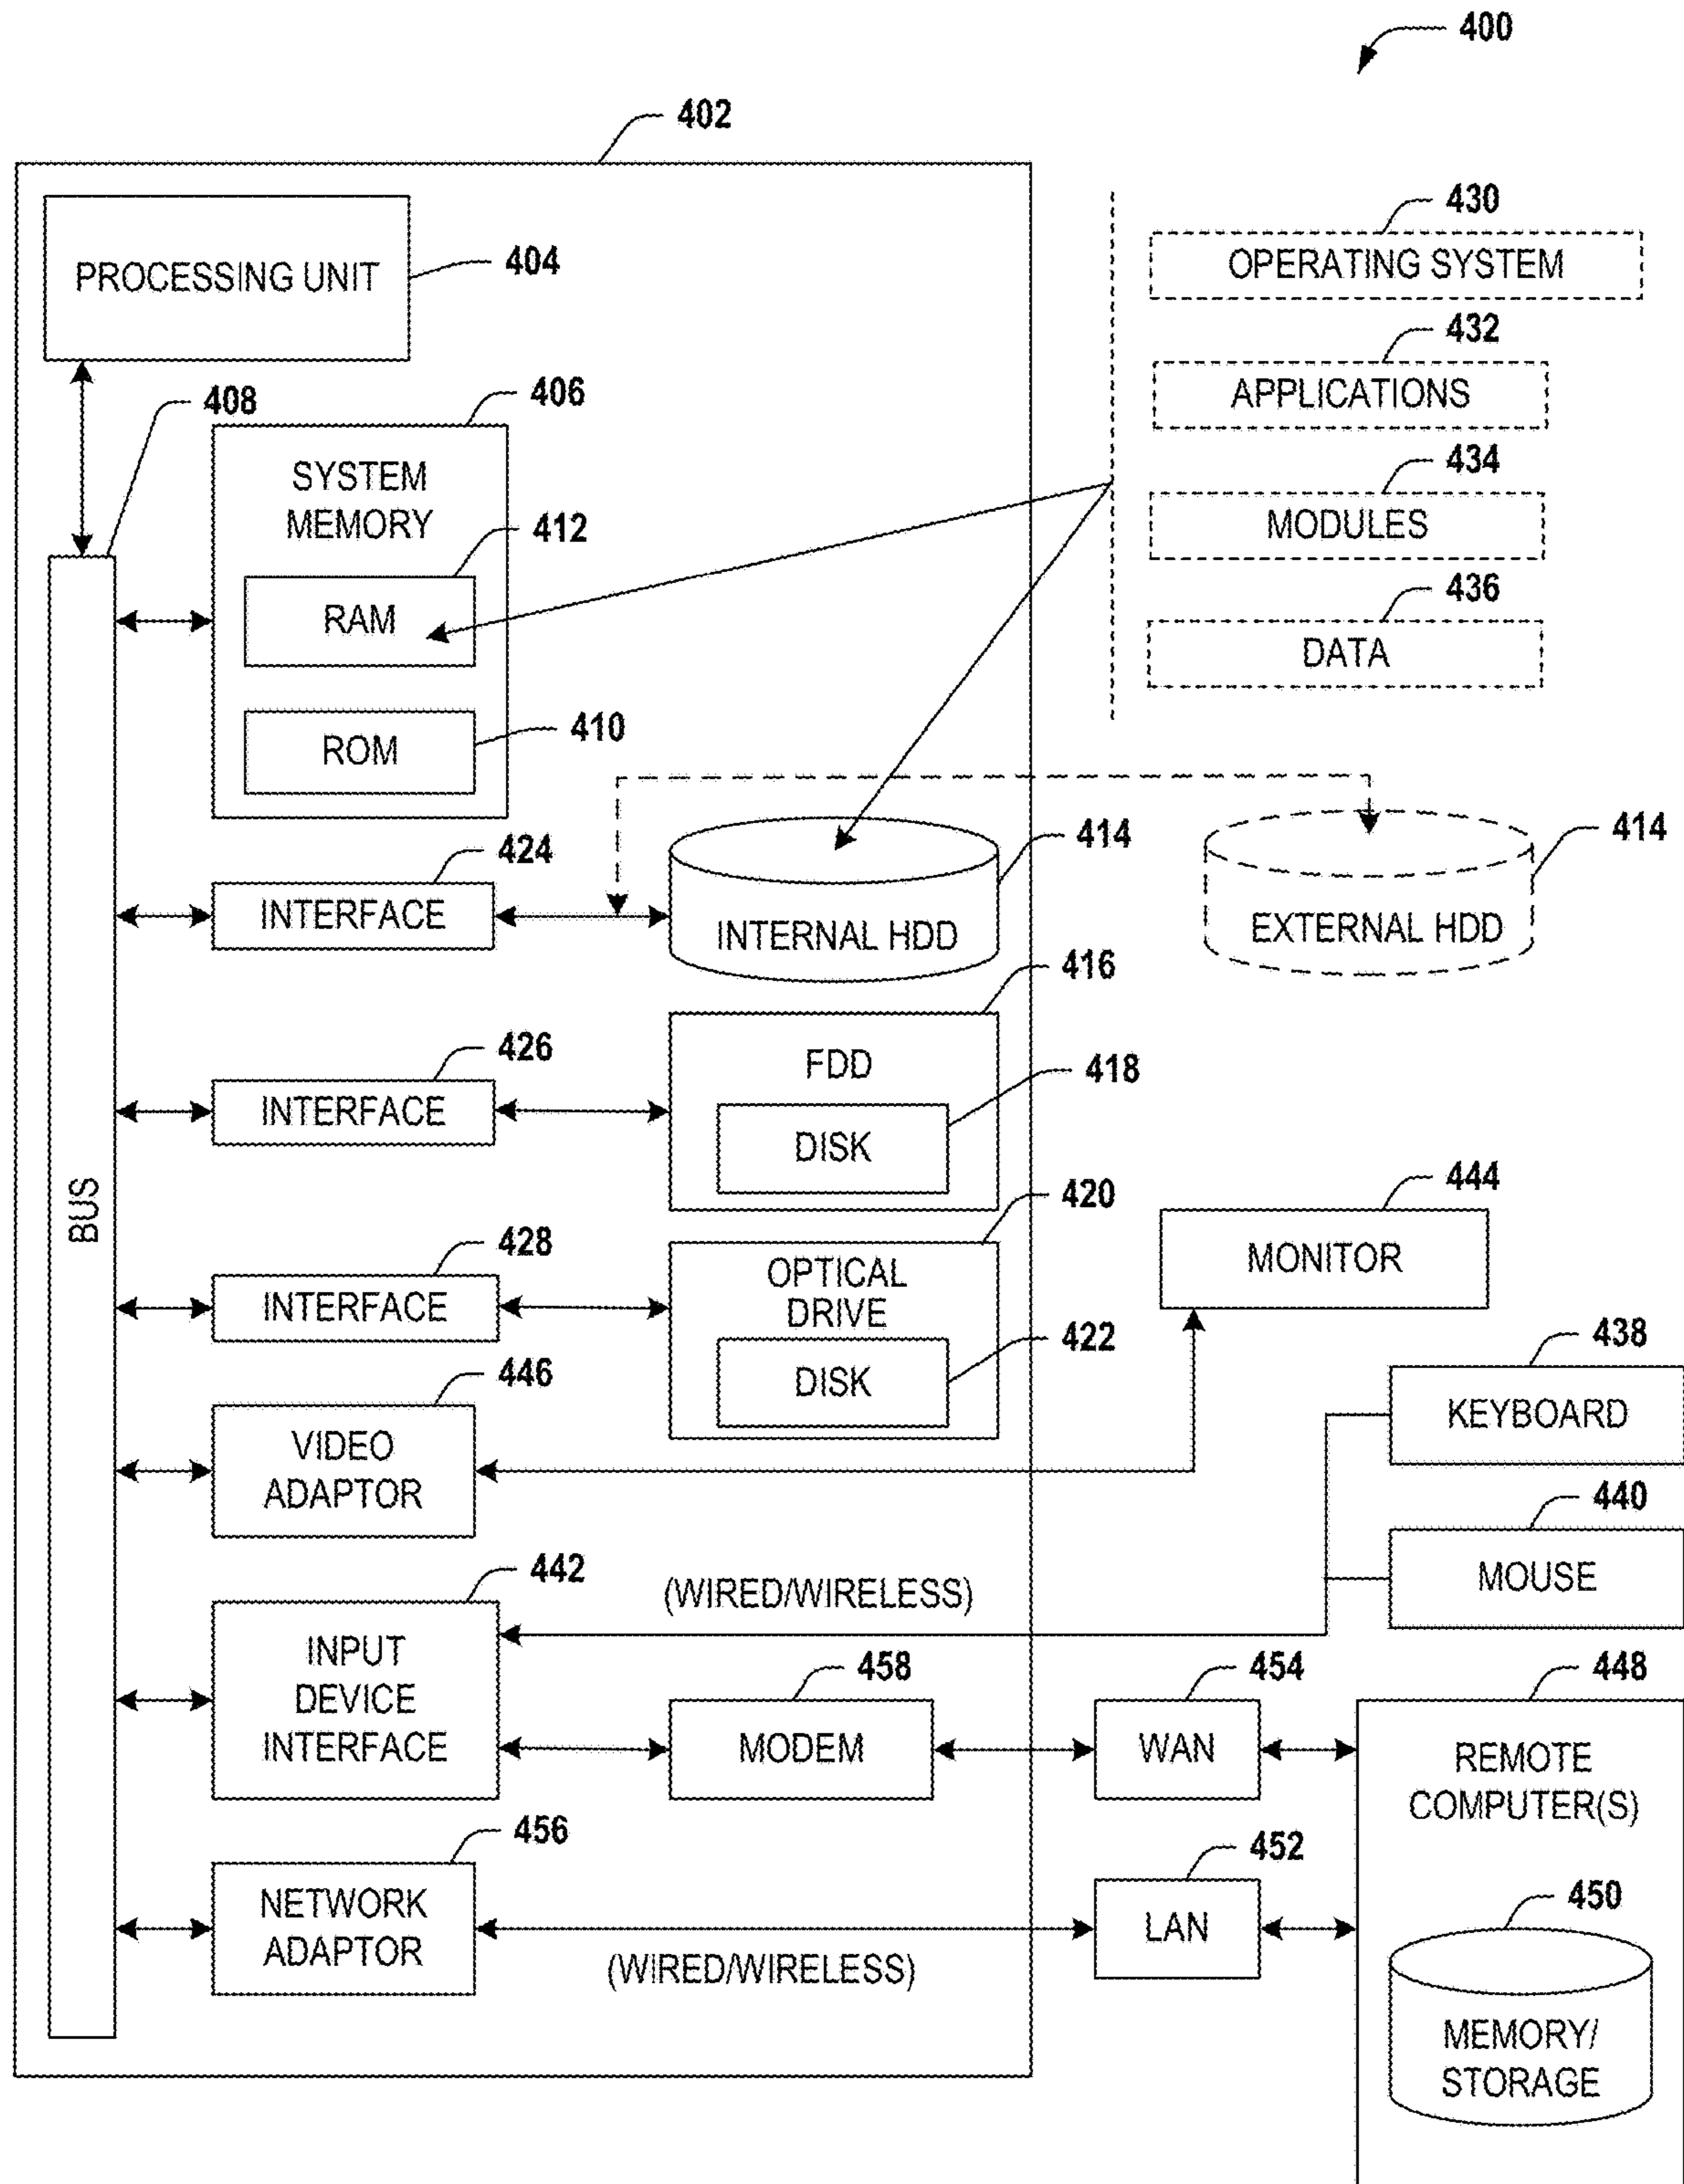 400
402
PROCESSING UNIT
404
430
OPERATING SYSTEM
432
APPLICATIONS
434
MODULES
436
DATA
408
406
SYSTEM
MEMORY
412
RAM
410
ROM
424
INTERFACE
414
INTERNAL HDD
414
EXTERNAL HDD
416
FDD
418
DISK
426
INTERFACE
BUS
420
OPTICAL
DRIVE
422
DISK
428
INTERFACE
444
MONITOR
446
VIDEO
ADAPTOR
438
KEYBOARD
440
MOUSE
442
INPUT
DEVICE
INTERFACE
(WIRED/WIRELESS)
458
MODEM
454
WAN
448
REMOTE
COMPUTER(S)
456
NETWORK
ADAPTOR
(WIRED/WIRELESS)
452
LAN
450
MEMORY/
STORAGE